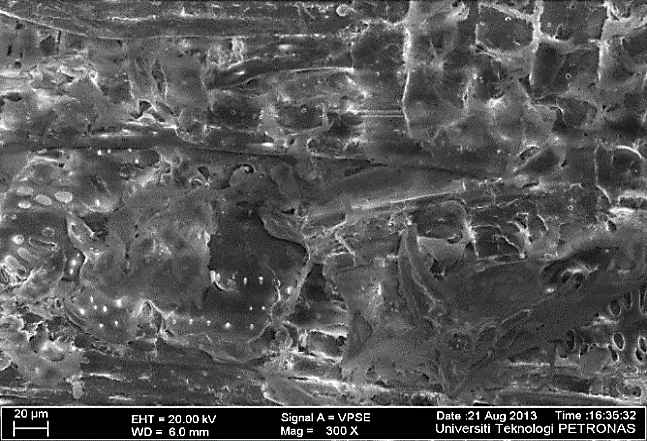 20 µm
EHT = 20.00 kV
WD = 6.0 mm
Signal A = VPSE
Mag = 300 X
Date :21 Aug 2013 Time :16:35:32
Universiti Teknologi PETRONAS